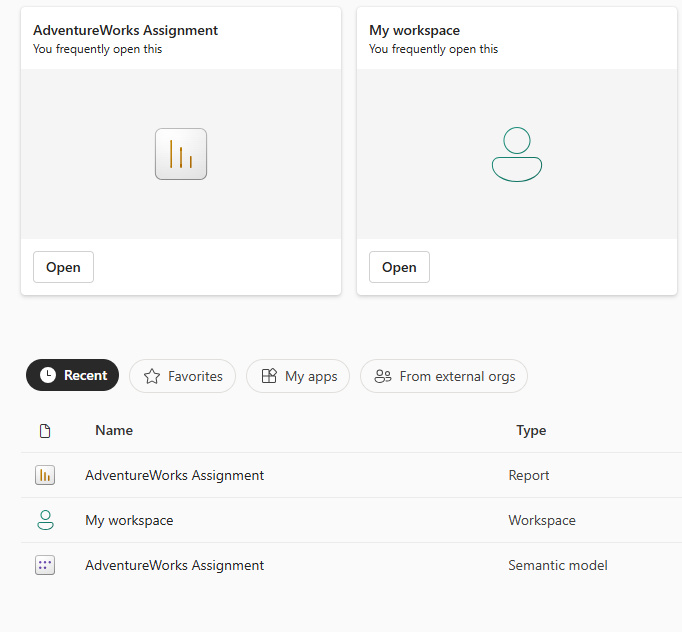 AdventureWorks Assignment
You frequently open this
Open
My workspace
You frequently open this
Open
Recent Favorites My apps From external orgs
Name Type
AdventureWorks Assignment Report
My workspace Workspace
AdventureWorks Assignment Semantic model